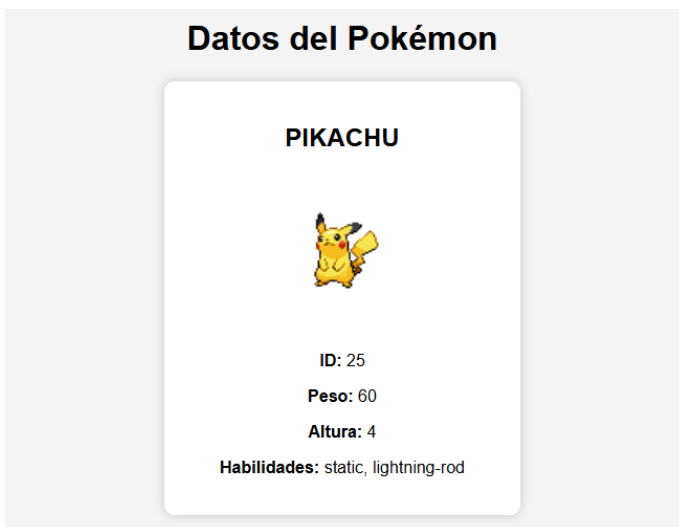 Datos del Pokémon
PIKACHU
ID: 25
Peso: 60
Altura: 4
Habilidades: static, lightning-rod